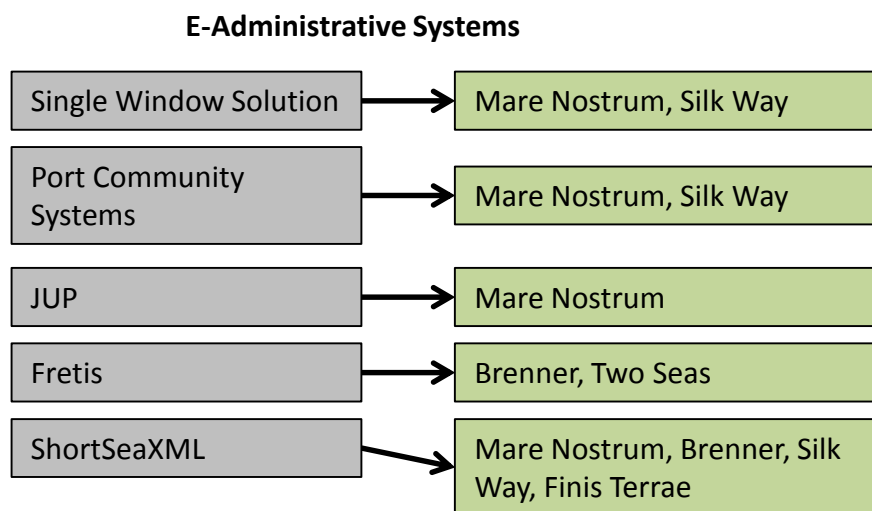 E-Administrative Systems
Single Window Solution
Mare Nostrum, Silk Way
Port Community
Systems
Mare Nostrum, Silk Way
JUP
Mare Nostrum
Fretis
Brenner, Two Seas
ShortSeaXML
Mare Nostrum, Brenner, Silk
Way, Finis Terrae